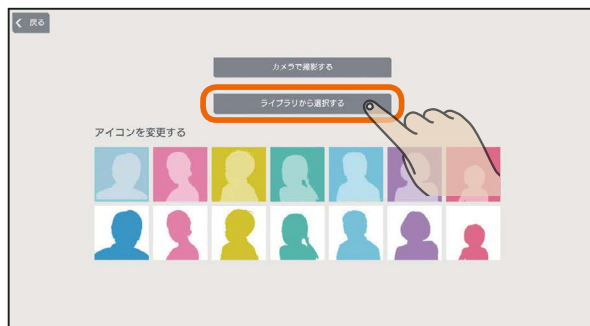 戻る
カメラで撮影する
ライブラリから選択する
アイコンを変更する